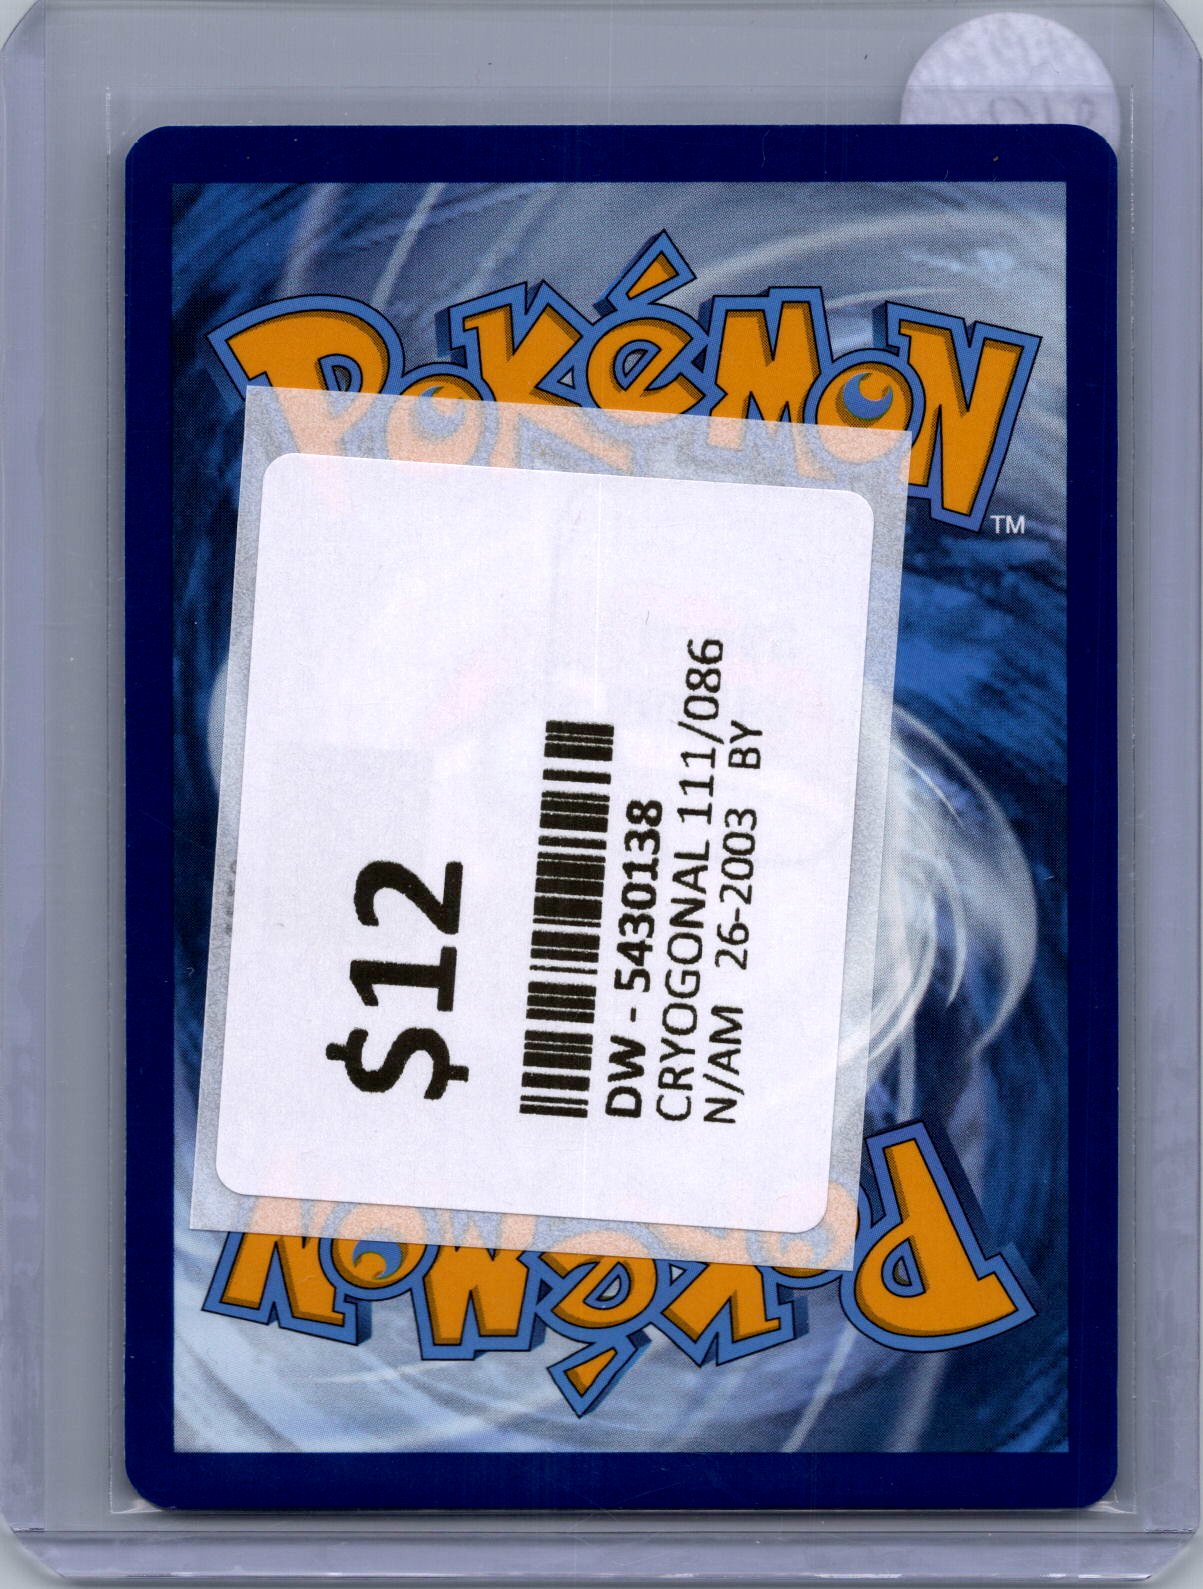 POKéMON
TM
$12
DW - 5430138
CRYOGONAL 111/086
N/AM 26-2003 BY
POKéMON